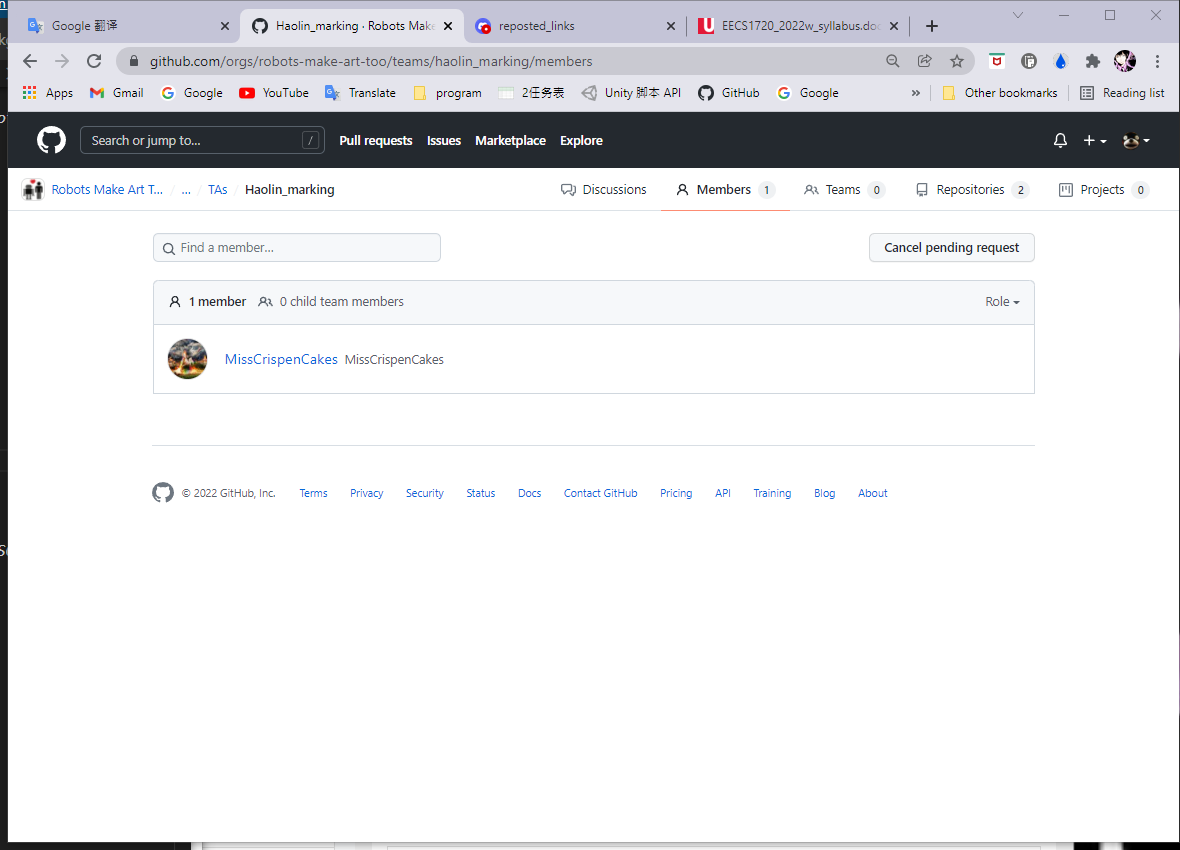 Google 翻译
Haolin_marking · Robots Make
reposted_links
EECS1720_2022w_syllabus.doc
github.com/orgs/robots-make-art-too/teams/haolin_marking/members
Apps Gmail Google YouTube Translate program 2任务表 Unity 脚本 API GitHub Google » Other bookmarks Reading list
Search or jump to... / Pull requests Issues Marketplace Explore
Robots Make Art T... / ... / TAs / Haolin_marking Discussions Members 1 Teams 0 Repositories 2 Projects 0
Find a member... Cancel pending request
1 member 0 child team members Role
MissCrispenCakes MissCrispenCakes
© 2022 GitHub, Inc. Terms Privacy Security Status Docs Contact GitHub Pricing API Training Blog About